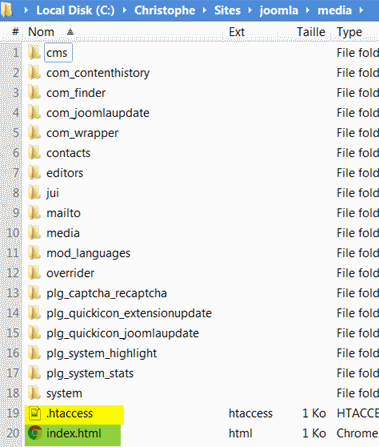 Local Disk (C:) Christophe Sites joomla media
# Nom Ext Taille Type
1 cms File fold
2 com_contenthistory File fold
3 com_finder File fold
4 com_joomlaupdate File fold
5 com_wrapper File fold
6 contacts File fold
7 editors File fold
8 jui File fold
9 mailto File fold
10 media File fold
11 mod_languages File fold
12 overrider File fold
13 plg_captcha_recaptcha File fold
14 plg_quickicon_extensionupdate File fold
15 plg_quickicon_joomlaupdate File fold
16 plg_system_highlight File fold
17 plg_system_stats File fold
18 system File fold
19 .htaccess htaccess 1 Ko HTACCE
20 index.html html 1 Ko Chrome